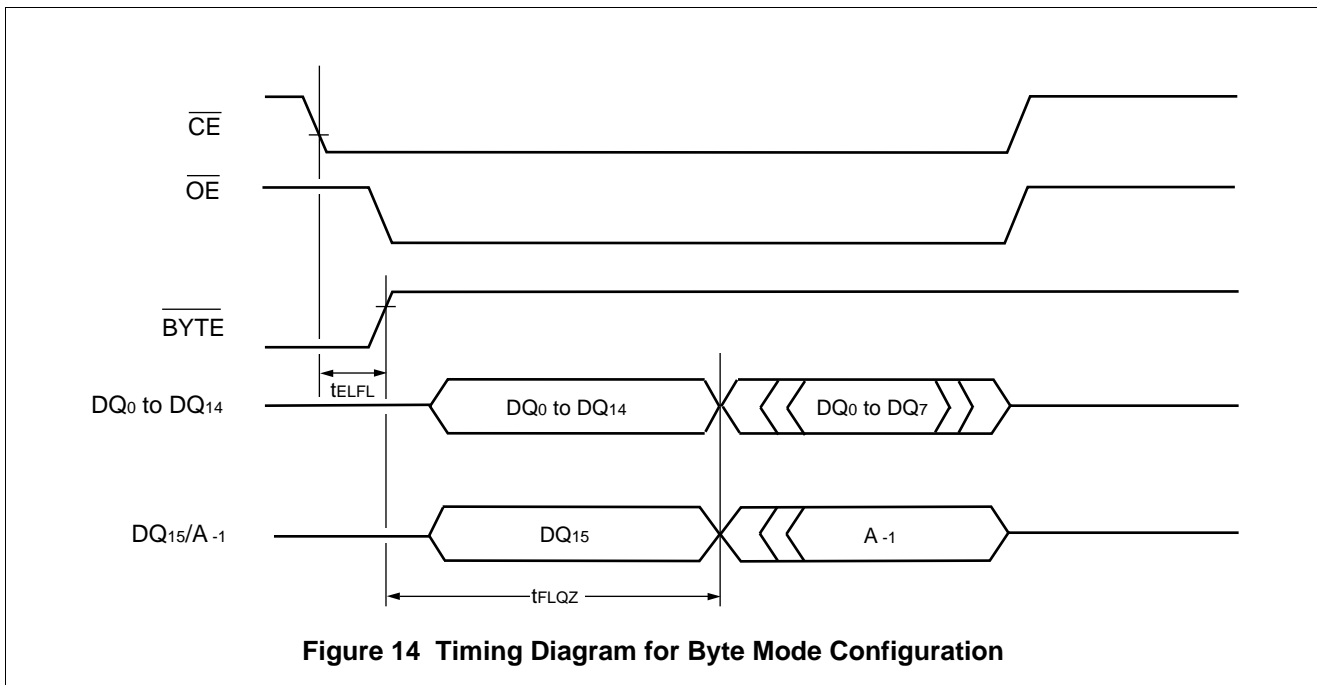 CE
OE
BYTE
tELFL
DQ0 to DQ14
DQ0 to DQ14
DQ0 to DQ7
DQ15/A -1
DQ15
A -1
tFLQZ
Figure 14 Timing Diagram for Byte Mode Configuration